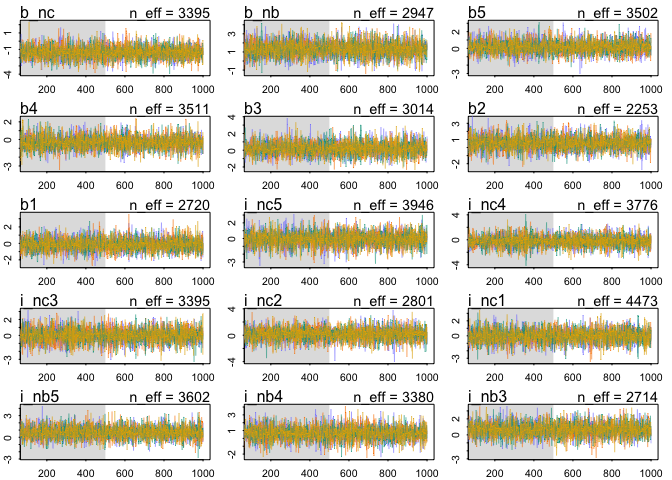 b_nc n_eff = 3395 b_nb n_eff = 2947 b5 n_eff = 3502
1 -1 -4 3 1 -1 2 0 -3
200 400 600 800 1000 200 400 600 800 1000 200 400 600 800 1000
b4 n_eff = 3511 b3 n_eff = 3014 b2 n_eff = 2253
2 0 -3 4 2 0 -2 3 1 -2
200 400 600 800 1000 200 400 600 800 1000 200 400 600 800 1000
b1 n_eff = 2720 i_nc5 n_eff = 3946 i_nc4 n_eff = 3776
2 0 -2 2 0 -3 4 0 -4
200 400 600 800 1000 200 400 600 800 1000 200 400 600 800 1000
i_nc3 n_eff = 3395 i_nc2 n_eff = 2801 i_nc1 n_eff = 4473
2 0 -3 4 0 -4 2 0 -3
200 400 600 800 1000 200 400 600 800 1000 200 400 600 800 1000
i_nb5 n_eff = 3602 i_nb4 n_eff = 3380 i_nb3 n_eff = 2714
3 0 -3 3 1 -2 3 0 -3
200 400 600 800 1000 200 400 600 800 1000 200 400 600 800 1000